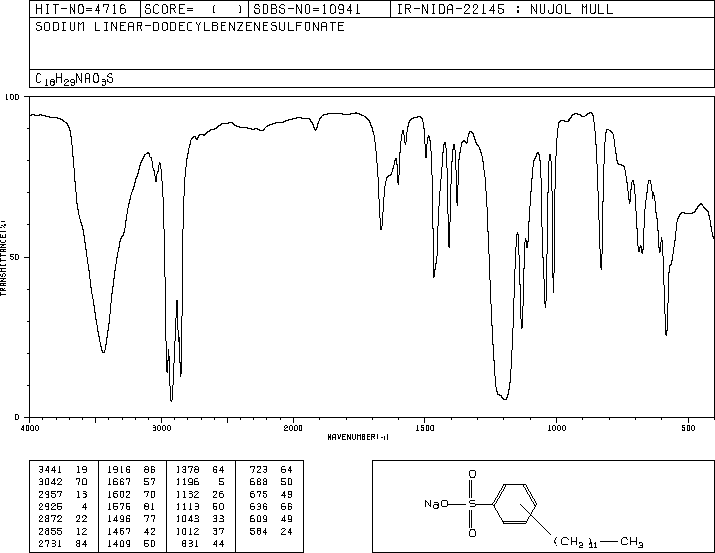 HIT-NO=4716 SCORE= ( ) SDBS-NO=10941 IR-NIDA-22145 : NUJOL MULL
SODIUM LINEAR-DODECYLBENZENESULFONATE
C18H29NAO3S
100
50
0
TRANSMITTANCE(%)
4000 3000 2000 1500 1000 500
WAVENUMBER(-1)
3441 19 1916 86 1378 64 723 64
3042 70 1667 57 1196 5 688 50
2957 13 1602 70 1132 26 675 49
2925 4 1576 81 1113 60 636 66
2872 22 1496 77 1043 33 609 49
2855 12 1467 42 1012 37 584 24
2731 84 1409 60 831 44
O
NaO S
O
(CH2)11 CH3